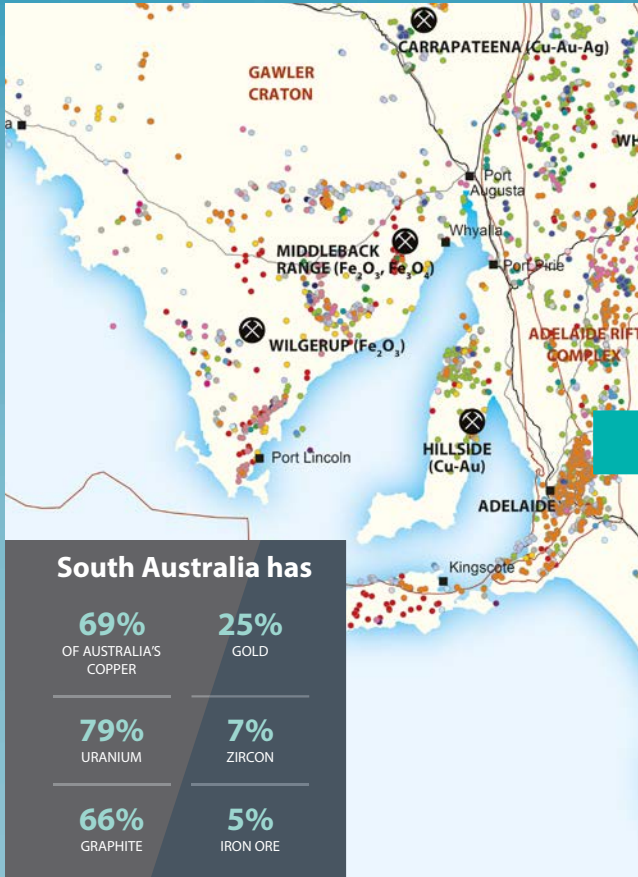 CARRAPATEENA (Cu-Au-Ag)
GAWLER
CRATON
a
WH
Port
Augusta
Whyalla
MIDDLEBACK
RANGE (Fe₂O₃, Fe₃O₄)
Port Pirie
WILGERUP (Fe₂O₃)
ADELAIDE RIFT
COMPLEX
HILLSIDE
(Cu-Au)
Port Lincoln
ADELAIDE
Kingscote
South Australia has
69%
OF AUSTRALIA'S
COPPER
25%
GOLD
79%
URANIUM
7%
ZIRCON
66%
GRAPHITE
5%
IRON ORE